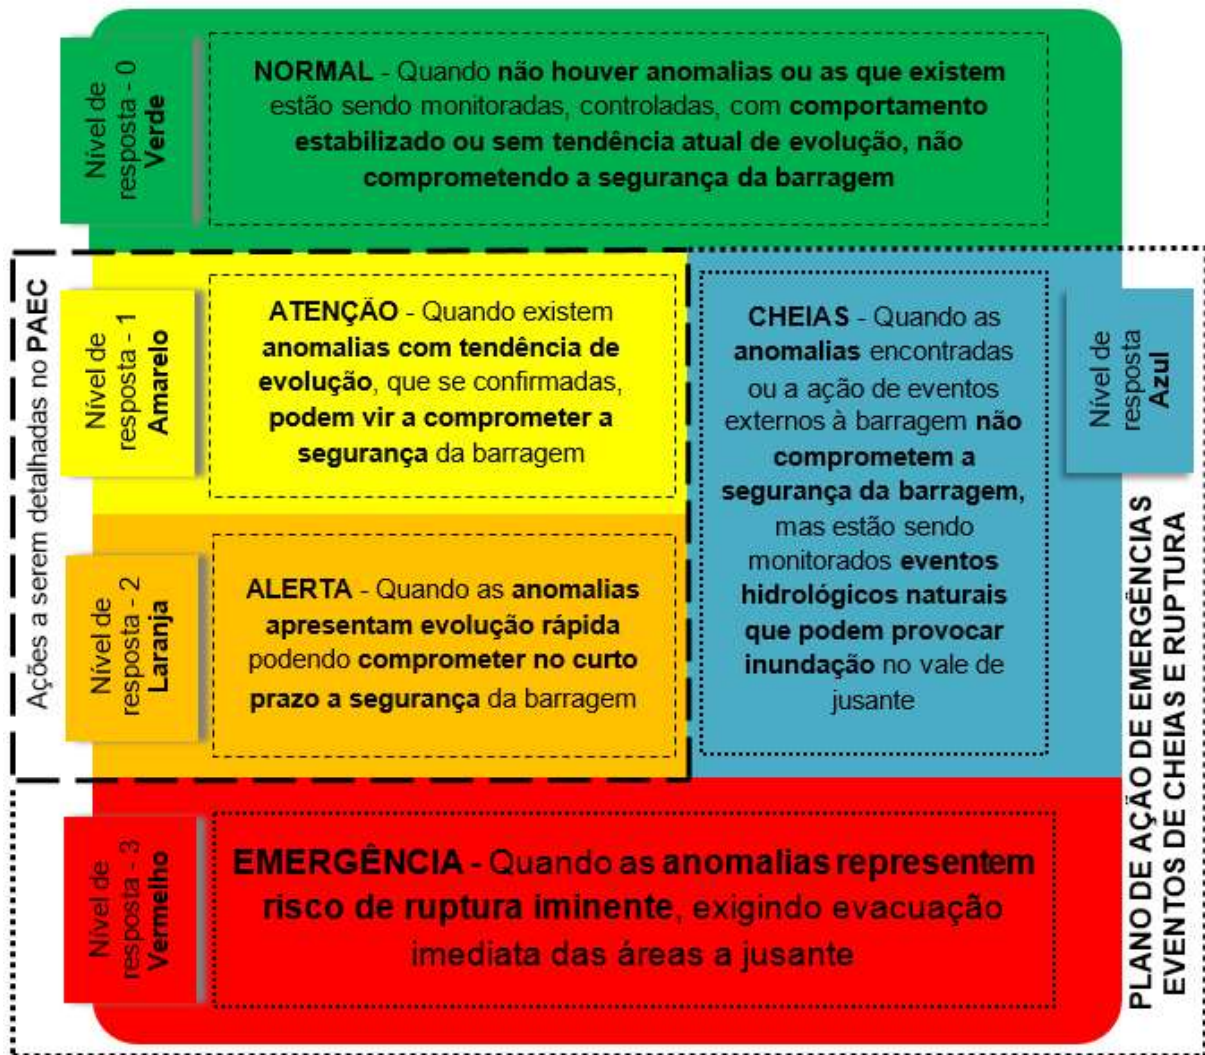 Nível de
resposta - 0
Verde
NORMAL - Quando não houver anomalias ou as que existem
estão sendo monitoradas, controladas, com comportamento
estabilizado ou sem tendência atual de evolução, não
comprometendo a segurança da barragem
Ações a serem detalhadas no PAEC
Nível de
resposta - 1
Amarelo
ATENÇÃO - Quando existem
anomalias com tendência de
evolução, que se confirmadas,
podem vir a comprometer a
segurança da barragem
Nível de
resposta - 2
Laranja
ALERTA - Quando as anomalias
apresentam evolução rápida
podendo comprometer no curto
prazo a segurança da barragem
CHEIAS - Quando as
anomalias encontradas
ou a ação de eventos
externos à barragem não
comprometem a
segurança da barragem,
mas estão sendo
monitorados eventos
hidrológicos naturais
que podem provocar
inundação no vale de
jusante
Nível de
resposta
Azul
PLANO DE AÇÃO DE EMERGÊNCIAS
EVENTOS DE CHEIAS E RUPTURA
Nível de
resposta - 3
Vermelho
EMERGÊNCIA - Quando as anomalias representem
risco de ruptura iminente, exigindo evacuação
imediata das áreas a jusante